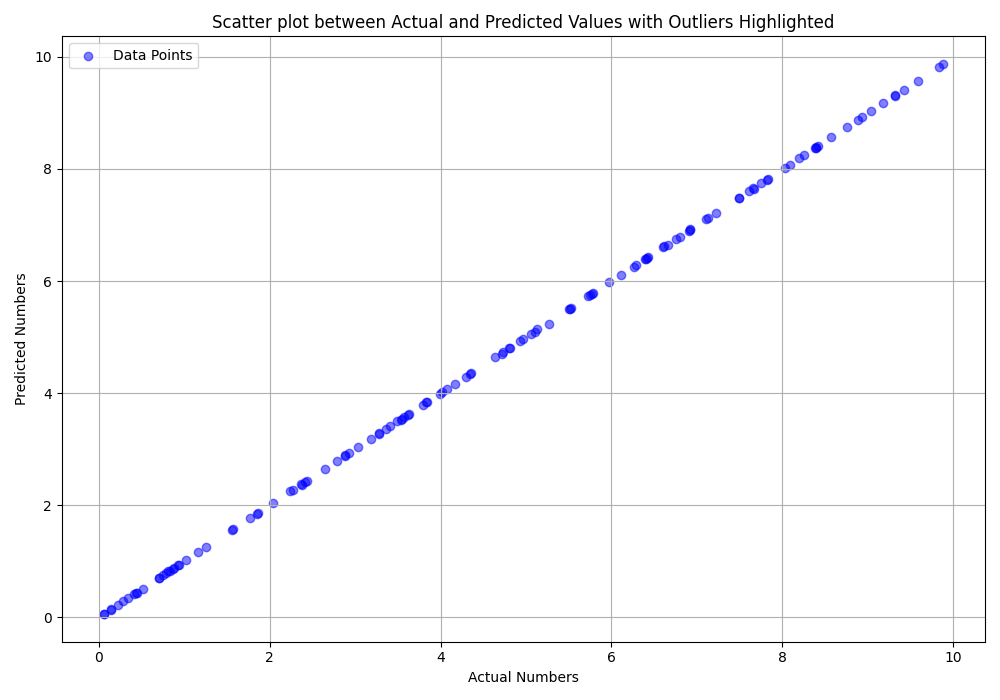 Scatter plot between Actual and Predicted Values with Outliers Highlighted
Data Points
10
8
6
4
2
0
Predicted Numbers
0 2 4 6 8 10
Actual Numbers